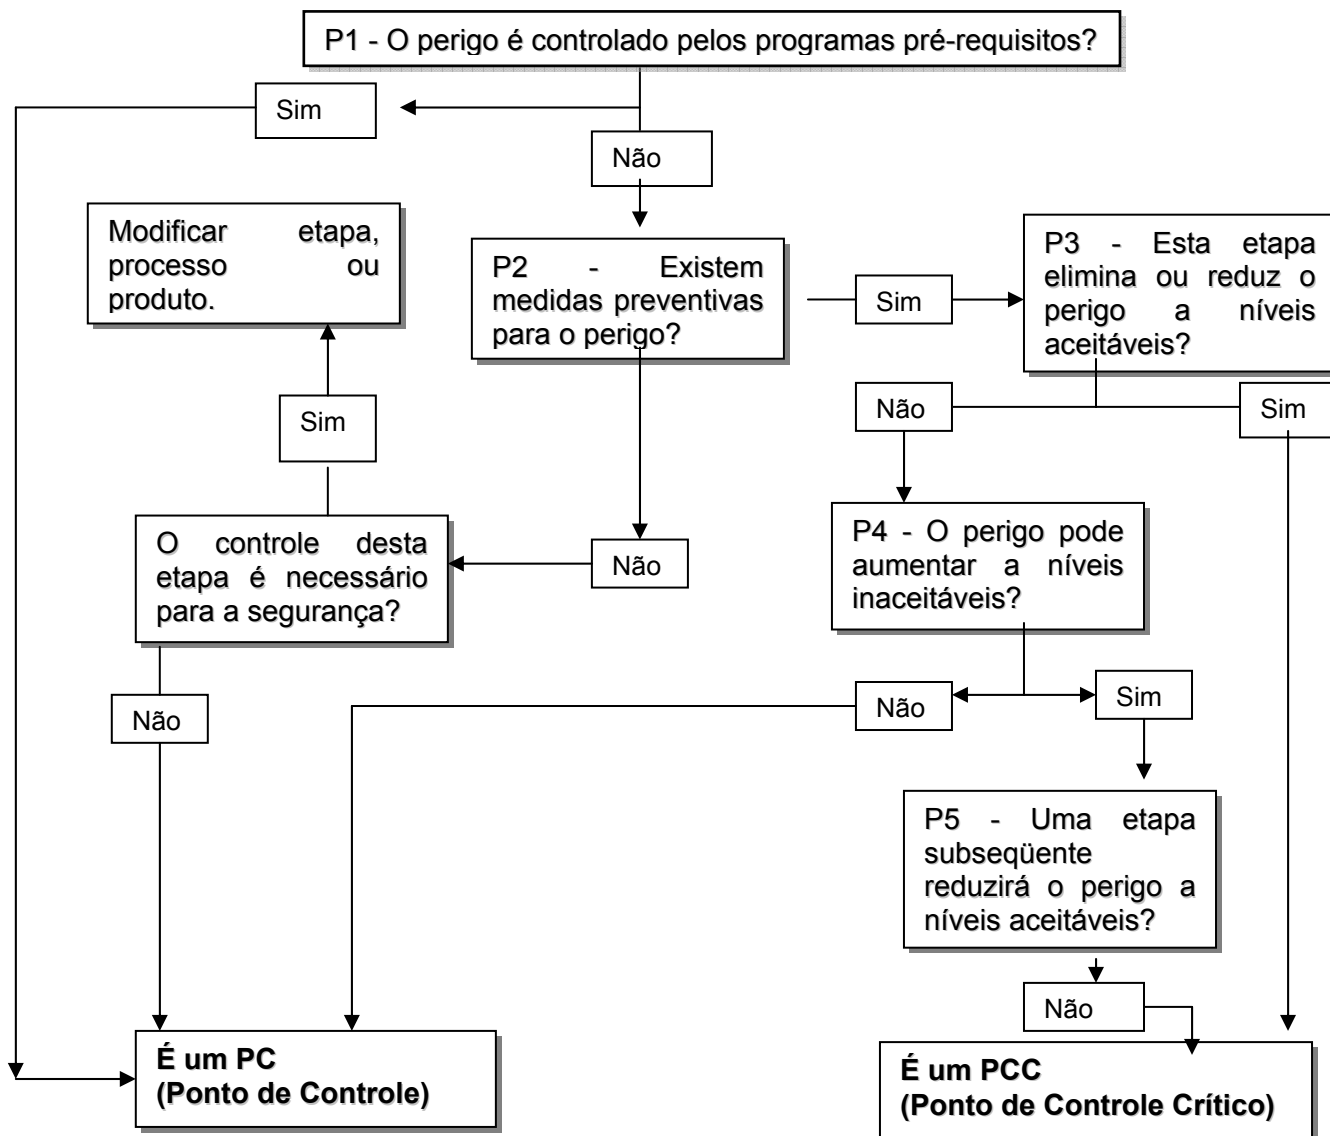 P1 - O perigo é controlado pelos programas pré-requisitos?
Sim
Não
Modificar etapa,
processo ou
produto.
P2 - Existem
medidas preventivas
para o perigo?
Sim
P3 - Esta etapa
elimina ou reduz o
perigo a níveis
aceitáveis?
Sim
Não
Sim
O controle desta
etapa é necessário
para a segurança?
Não
P4 - O perigo pode
aumentar a níveis
inaceitáveis?
Não
Não
Sim
P5 - Uma etapa
subseqüente
reduzirá o perigo a
níveis aceitáveis?
Não
É um PC
(Ponto de Controle)
É um PCC
(Ponto de Controle Crítico)